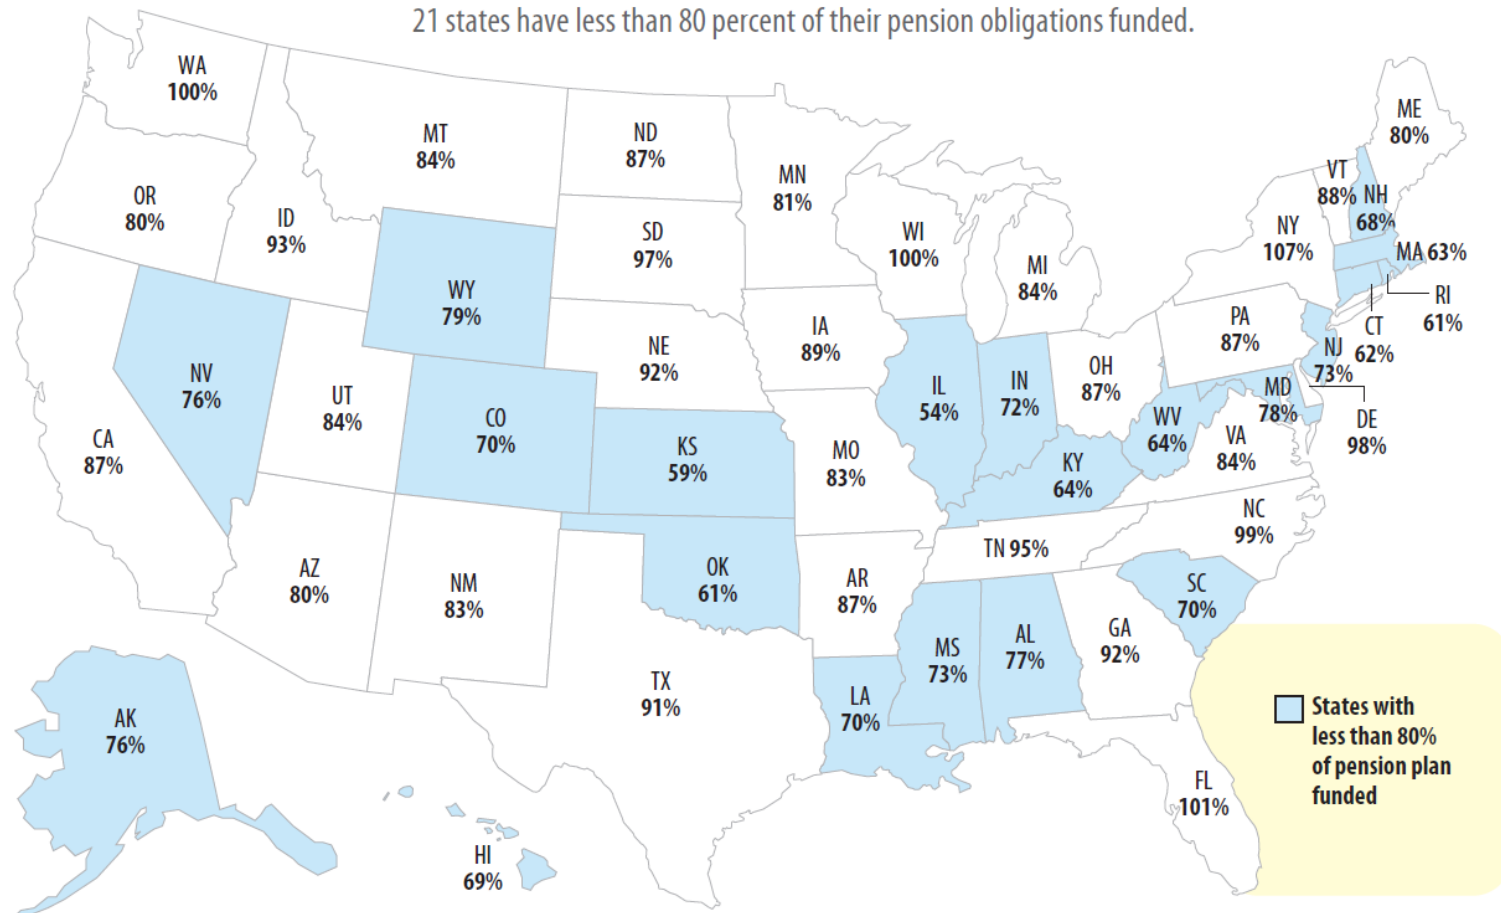 21 states have less than 80 percent of their pension obligations funded.
WA
100%
MT
84%
ND
87%
MN
81%
ME
80%
VT
88%
NH
68%
OR
80%
ID
93%
SD
97%
WI
100%
MI
84%
NY
107%
MA 63%
RI
61%
CT
62%
WY
79%
NE
92%
IA
89%
PA
87%
NJ
73%
NV
76%
UT
84%
CO
70%
KS
59%
MO
83%
IL
54%
IN
72%
OH
87%
WV
64%
MD
78%
DE
98%
CA
87%
KY
64%
VA
84%
NC
99%
TN 95%
AZ
80%
NM
83%
OK
61%
AR
87%
SC
70%
MS
73%
AL
77%
GA
92%
TX
91%
LA
70%
AK
76%
HI
69%
FL
101%
States with
less than 80%
of pension plan
funded